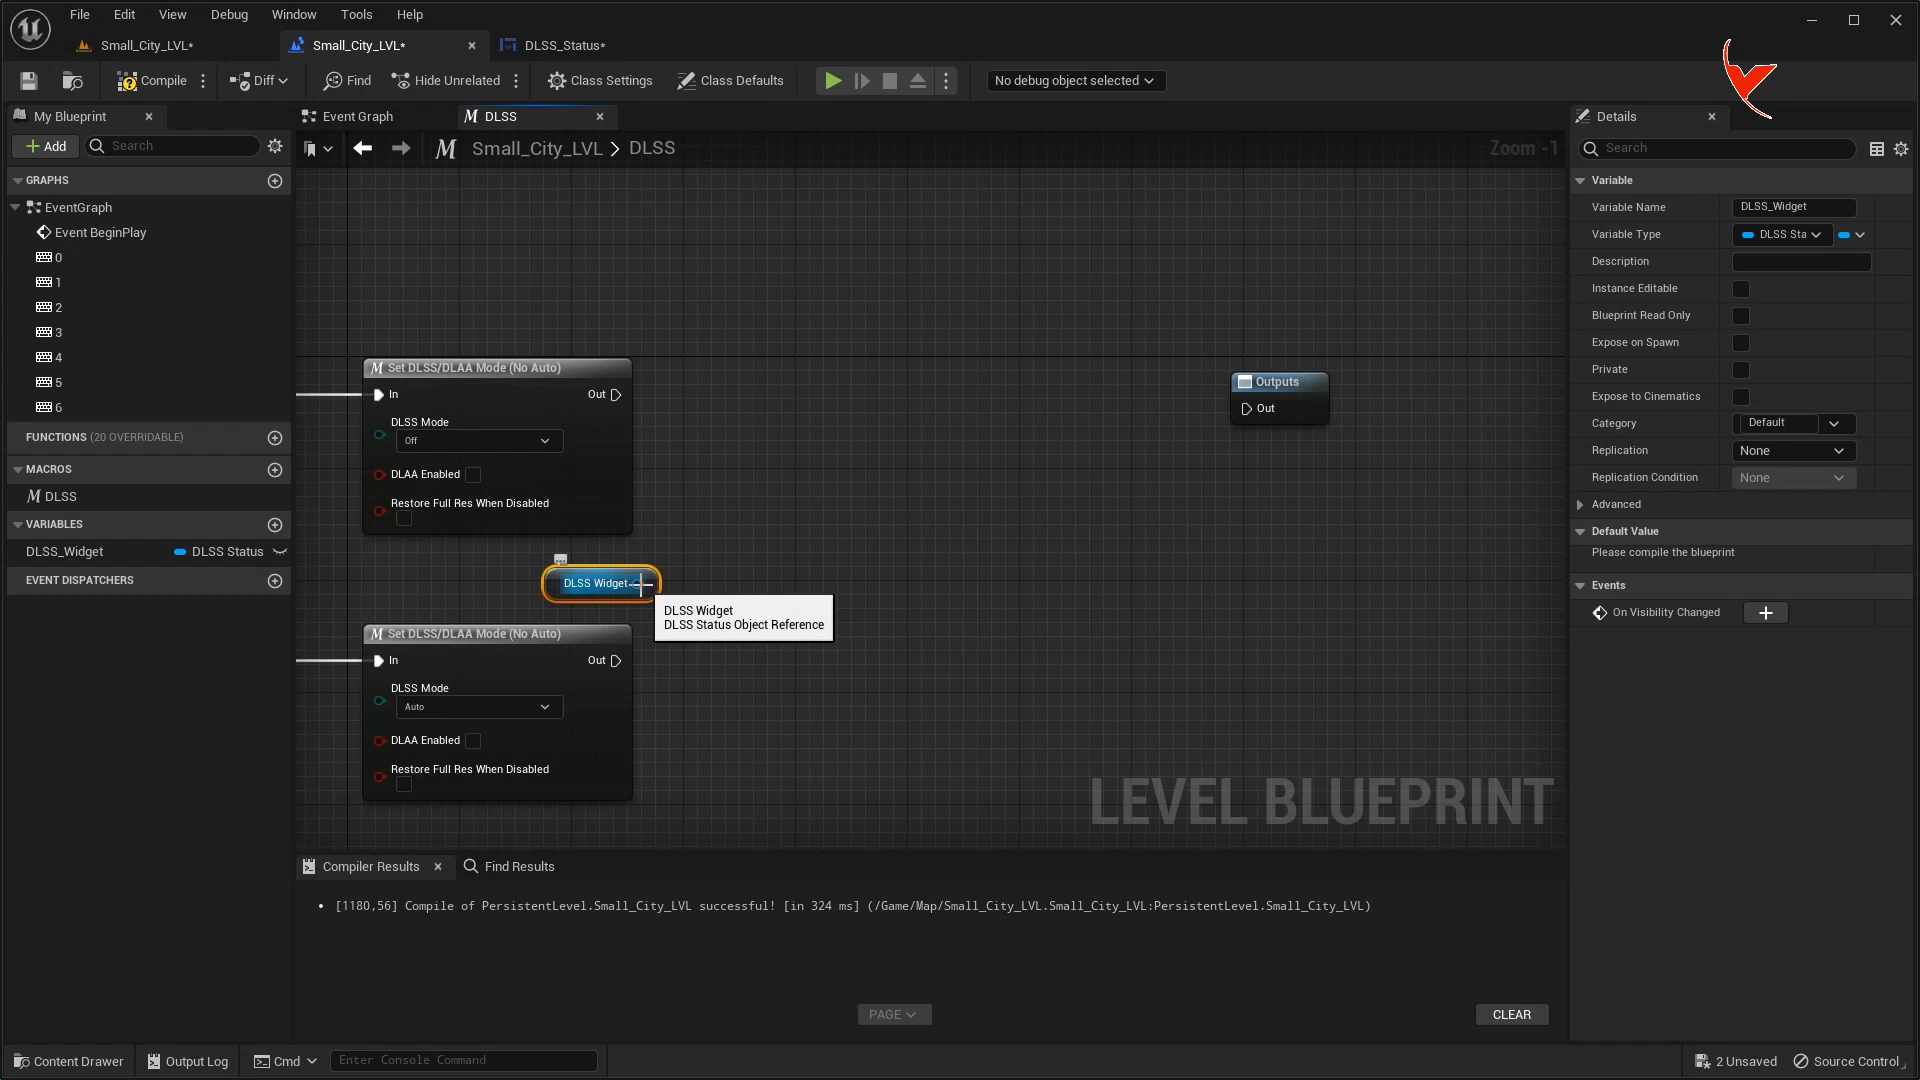 File Edit View Debug Window Tools Help
Small_City_LVL*
Small_City_LVL*
DLSS_Status*
Compile
Diff
Find
Hide Unrelated
Class Settings
Class Defaults
No debug object selected
My Blueprint
Event Graph
DLSS
Details
Add
Search
Small_City_LVL > DLSS
Zoom -1
Search
GRAPHS
EventGraph
Event BeginPlay
0
1
2
3
4
5
6
FUNCTIONS (20 OVERRIDABLE)
MACROS
DLSS
VARIABLES
DLSS_Widget DLSS Status
EVENT DISPATCHERS
Set DLSS/DLAA Mode (No Auto)
In Out
DLSS Mode
Off
DLAA Enabled
Restore Full Res When Disabled
DLSS Widget
DLSS Widget
DLSS Status Object Reference
Set DLSS/DLAA Mode (No Auto)
In Out
DLSS Mode
Auto
DLAA Enabled
Restore Full Res When Disabled
Outputs
Out
LEVEL BLUEPRINT
Variable
Variable Name DLSS_Widget
Variable Type DLSS Sta
Description
Instance Editable
Blueprint Read Only
Expose on Spawn
Private
Expose to Cinematics
Category Default
Replication None
Replication Condition None
Advanced
Default Value
Please compile the blueprint
Events
On Visibility Changed
Compiler Results
Find Results
[1180,56] Compile of PersistentLevel.Small_City_LVL successful! [in 324 ms] (/Game/Map/Small_City_LVL.Small_City_LVL:PersistentLevel.Small_City_LVL)
PAGE
CLEAR
Content Drawer
Output Log
Cmd
Enter Console Command
2 Unsaved
Source Control